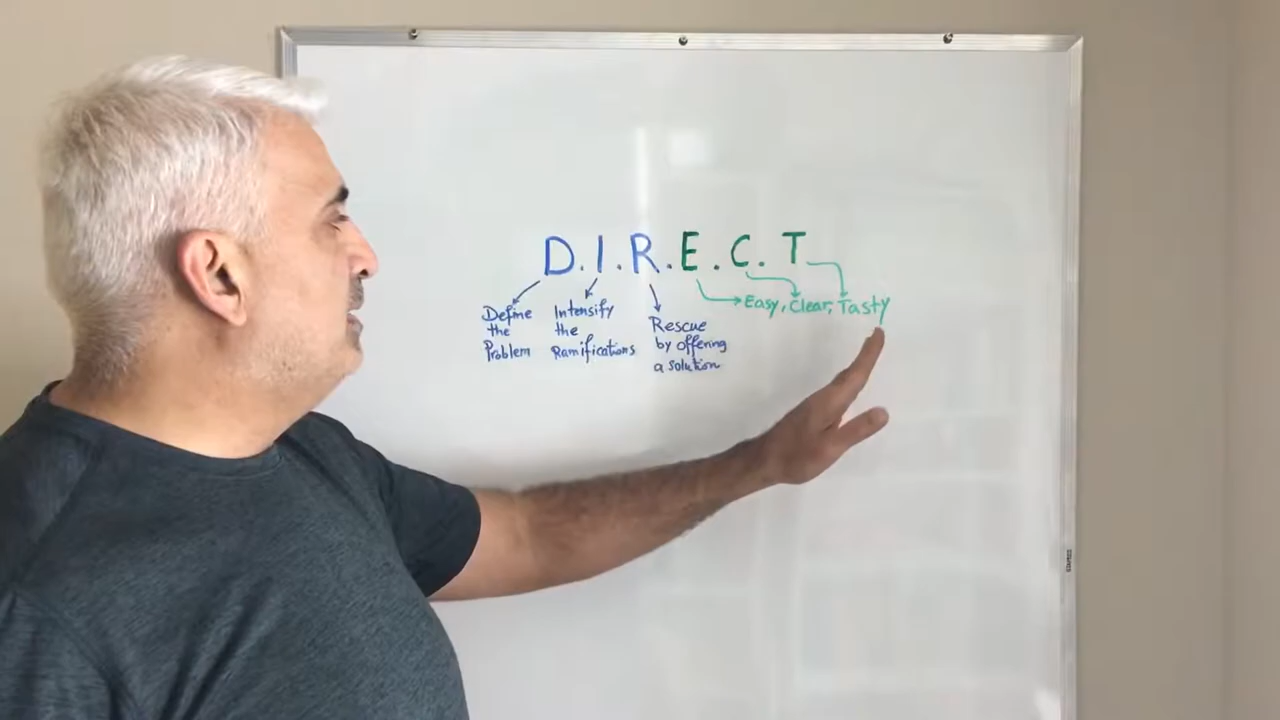 D.I.R.E.C.T
Easy, Clear, Tasty
Define
the
Problem
Intensify
the
Ramifications
Rescue
by offering
a solution